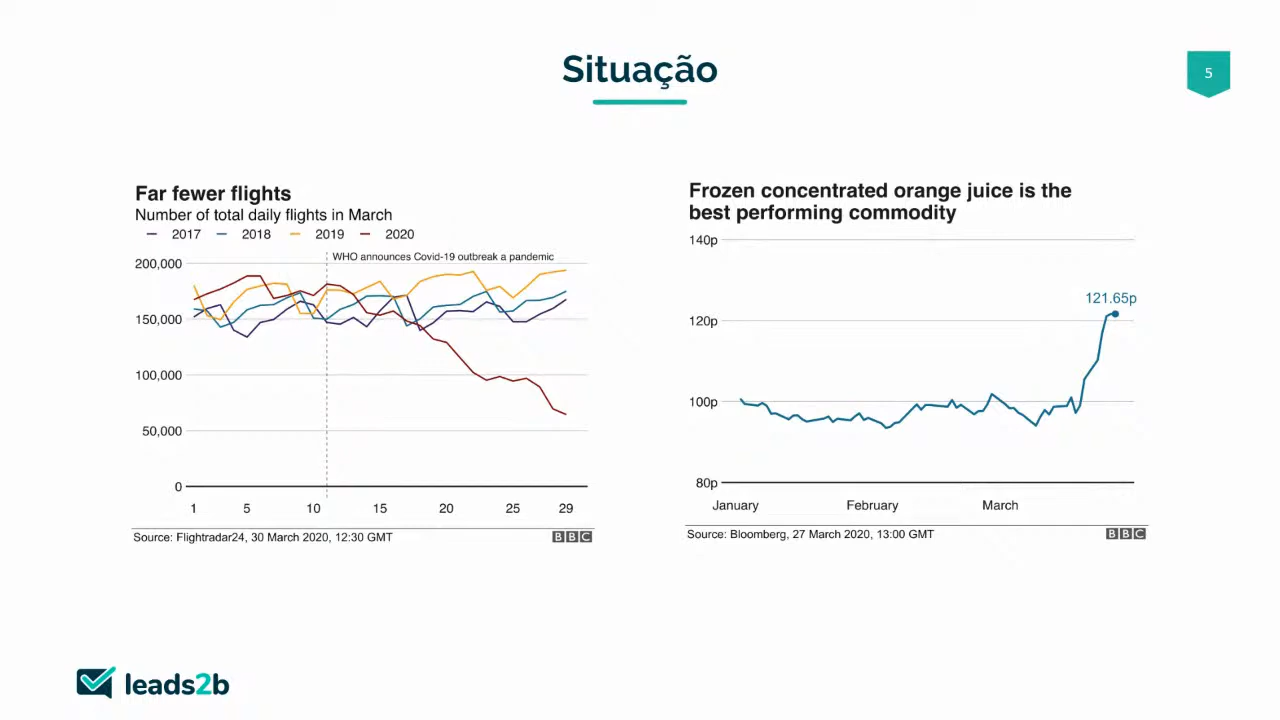 Situação
5
Far fewer flights
Number of total daily flights in March
2017 2018 2019 2020
WHO announces Covid-19 outbreak a pandemic
200,000
150,000
100,000
50,000
0
1 5 10 15 20 25 29
Source: Flightradar24, 30 March 2020, 12:30 GMT
BBC
Frozen concentrated orange juice is the
best performing commodity
140p
121.65p
120p
100p
80p
January February March
Source: Bloomberg, 27 March 2020, 13:00 GMT
BBC
leads2b